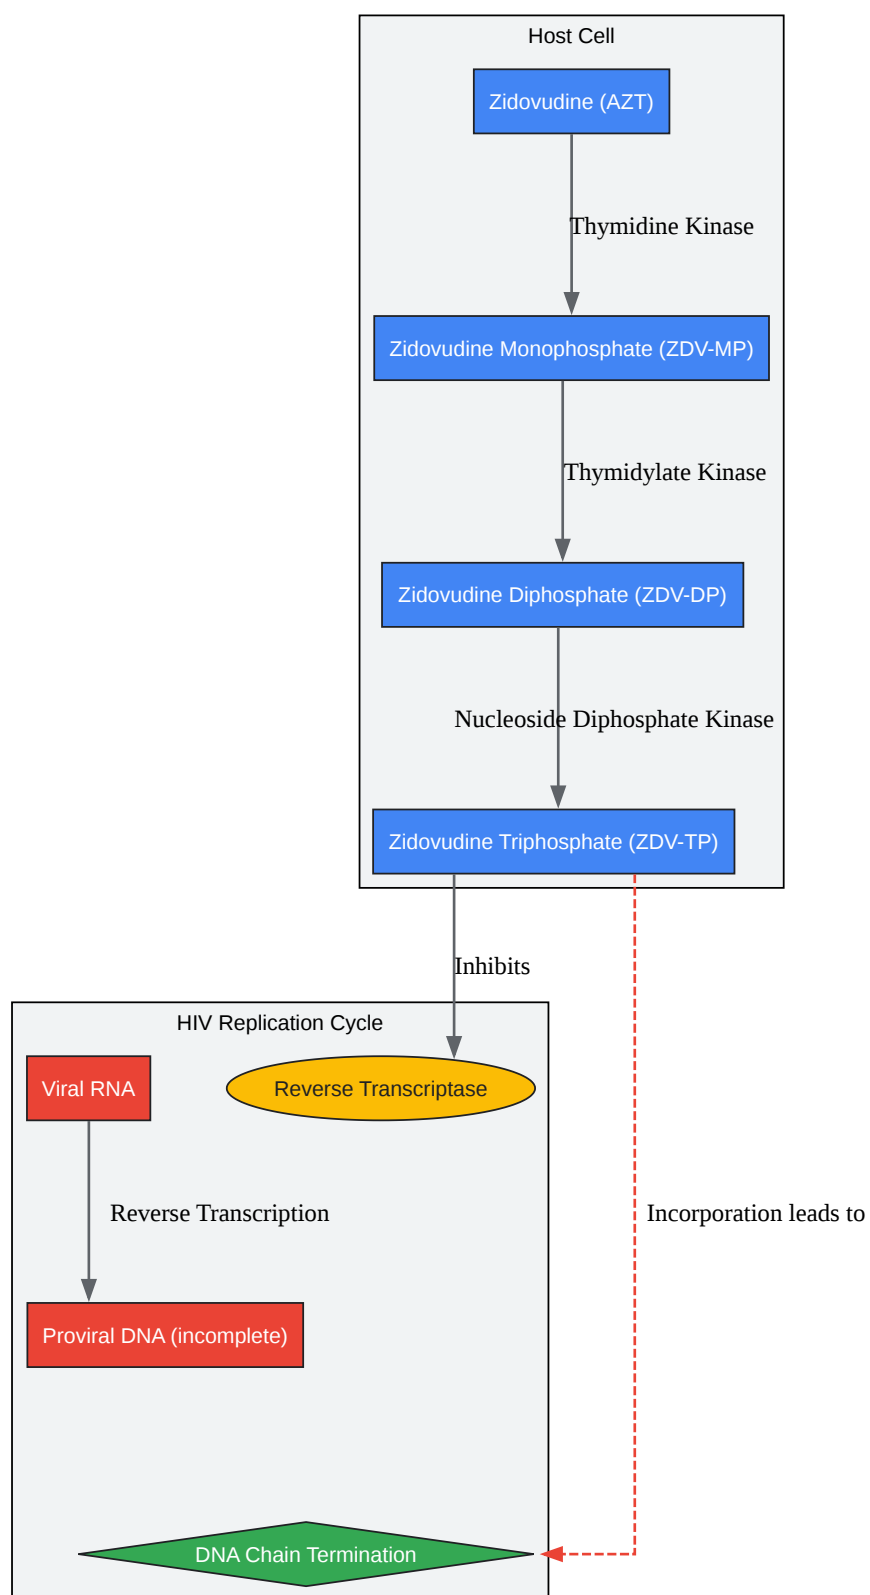 Host Cell
Zidovudine (AZT)
Thymidine Kinase
Zidovudine Monophosphate (ZDV-MP)
Thymidylate Kinase
Zidovudine Diphosphate (ZDV-DP)
Nucleoside Diphosphate Kinase
Zidovudine Triphosphate (ZDV-TP)
Inhibits
HIV Replication Cycle
Viral RNA
Reverse Transcriptase
Reverse Transcription
Incorporation leads to
Proviral DNA (incomplete)
DNA Chain Termination